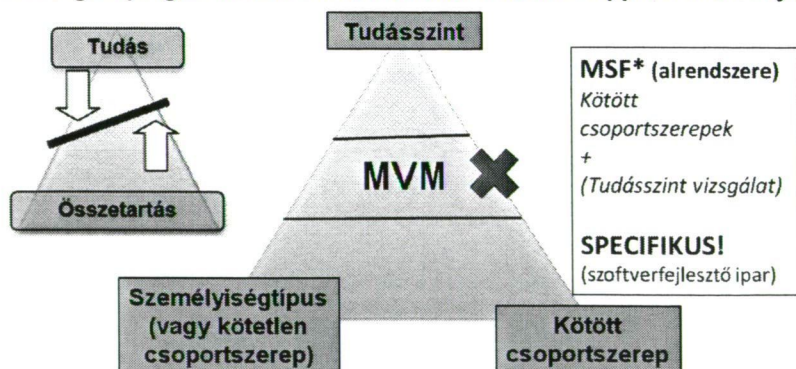 Tudás
Összetartás
Tudásszint
MVM
Személyiségtípus
(vagy kötetlen
csoportszerep)
Kötött
csoportszerep
MSF* (alrendszere)
Kötött
csoportszerepek
+
(Tudásszint vizsgálat)
SPECIFIKUS!
(szoftverfejlesztő ipar)